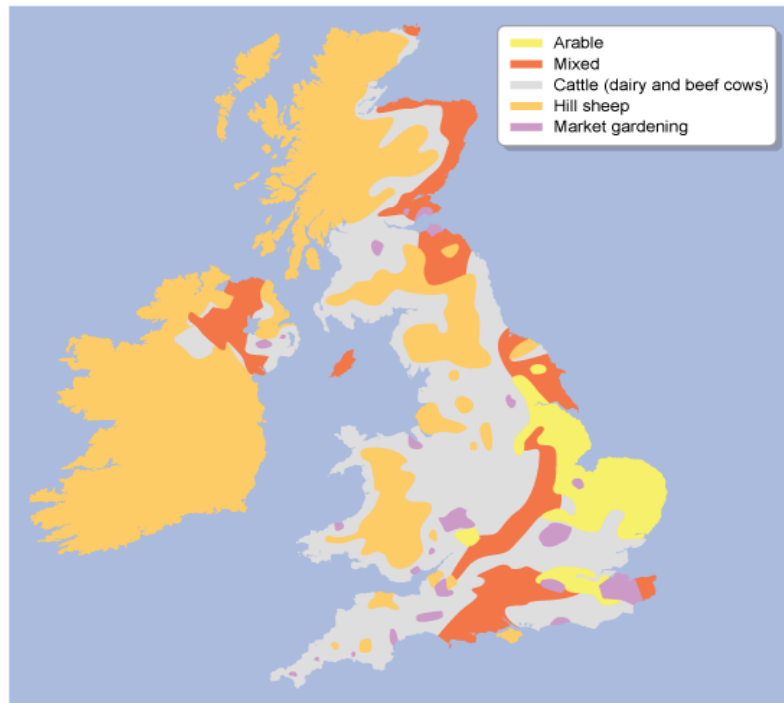 Arable
Mixed
Cattle (dairy and beef cows)
Hill sheep
Market gardening